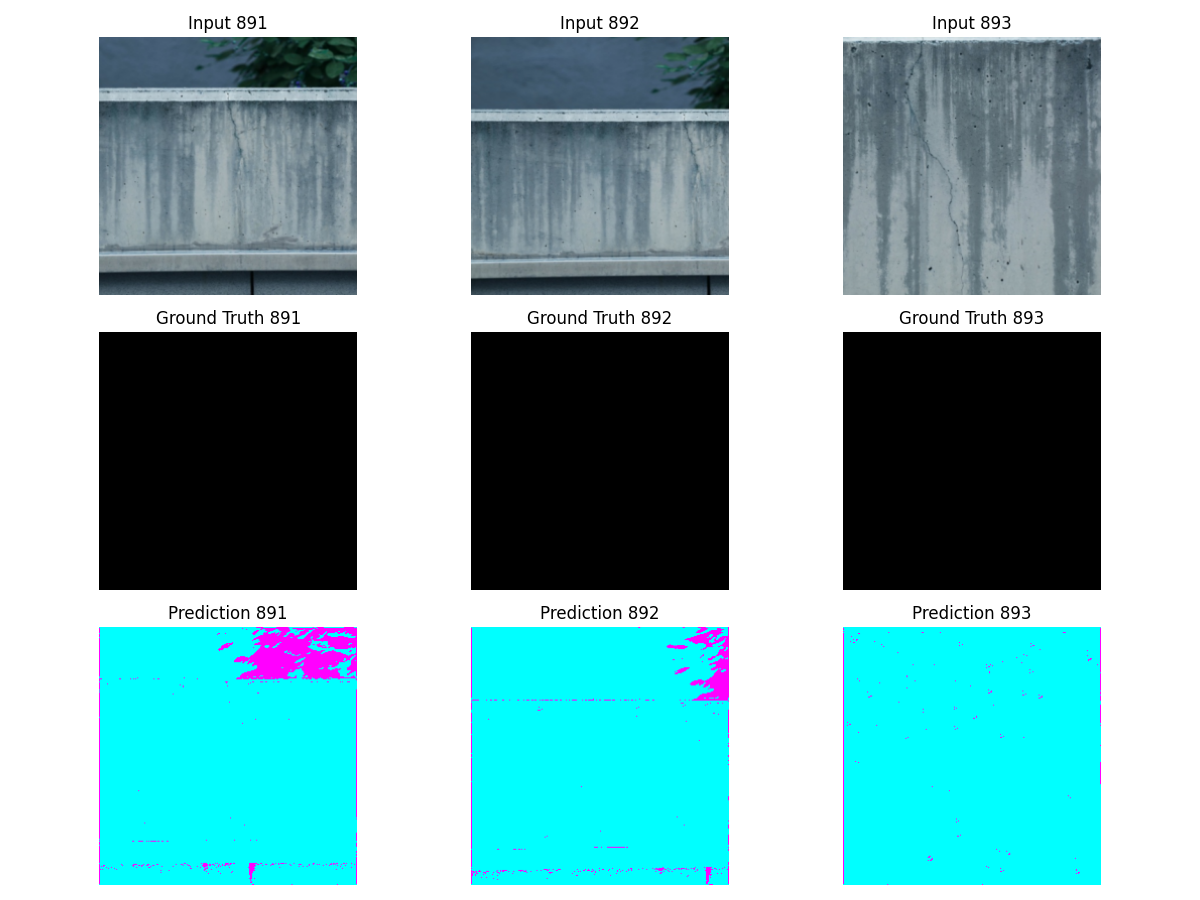 Input 891
Input 892
Input 893
Ground Truth 891
Ground Truth 892
Ground Truth 893
Prediction 891
Prediction 892
Prediction 893